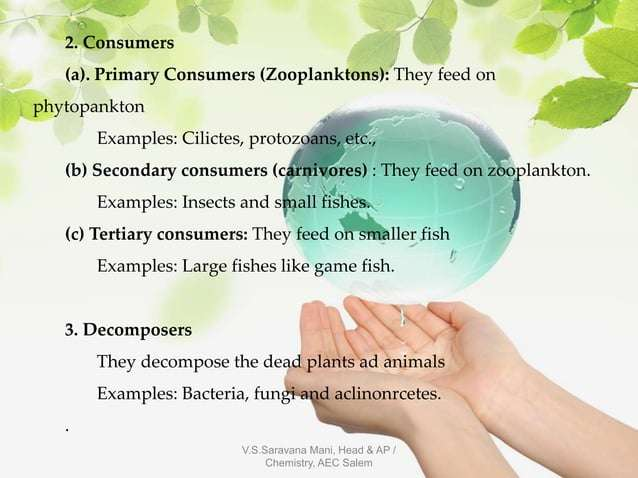 2. Consumers
(a). Primary Consumers (Zooplanktons): They feed on
phytopankton
Examples: Cilictes, protozoans, etc.,
(b) Secondary consumers (carnivores) : They feed on zooplankton.
Examples: Insects and small fishes.
(c) Tertiary consumers: They feed on smaller fish
Examples: Large fishes like game fish.
3. Decomposers
They decompose the dead plants ad animals
Examples: Bacteria, fungi and aclinonrcetes.
.
V.S.Saravana Mani, Head & AP /
Chemistry, AEC Salem